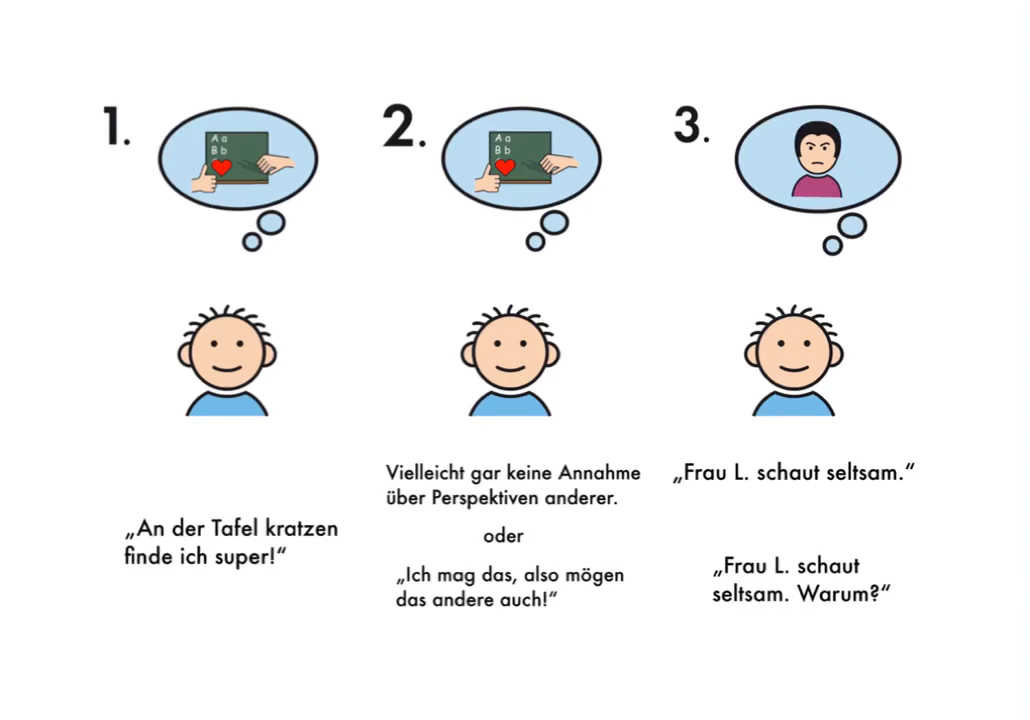 1.
A a
B b
„An der Tafel kratzen
finde ich super!“
2.
A a
B b
Vielleicht gar keine Annahme
über Perspektiven anderer.
oder
„Ich mag das, also mögen
das andere auch!“
3.
„Frau L. schaut seltsam.“
„Frau L. schaut
seltsam. Warum?“